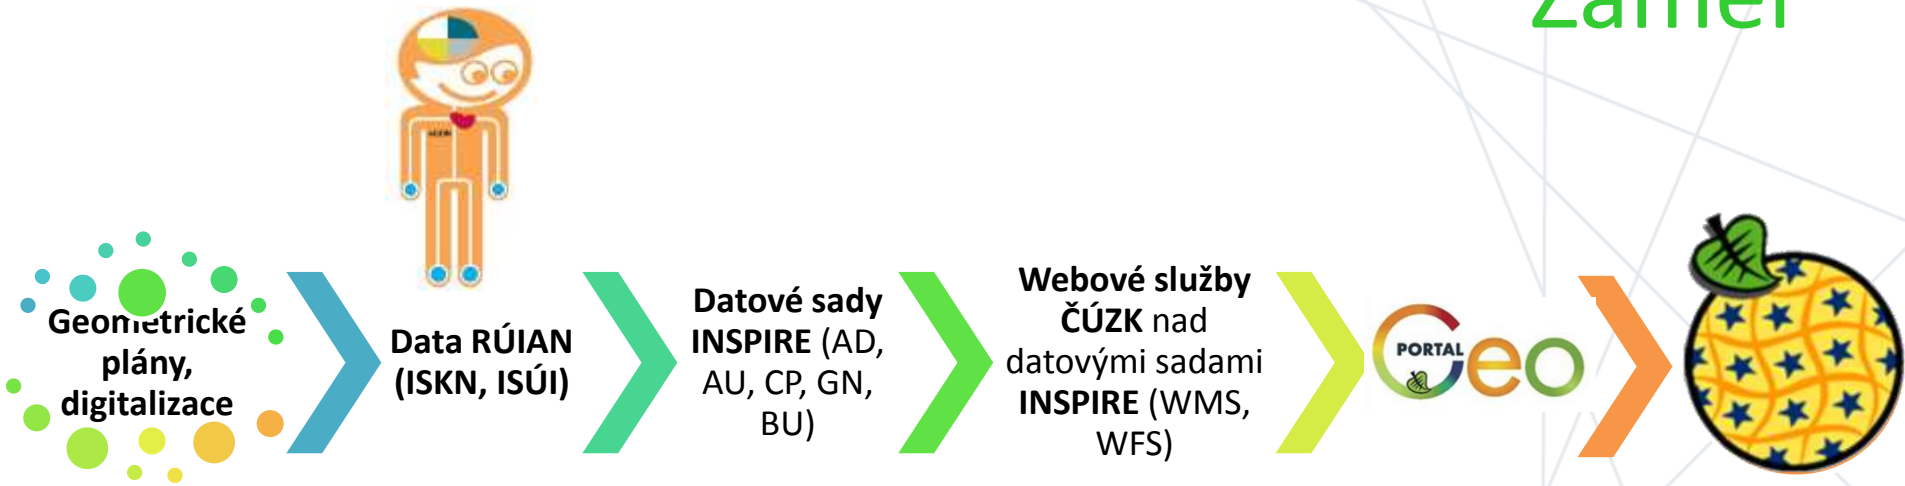 Záměr
Geometrické
plány,
digitalizace
Data RÚIAN
(ISKN, ISÚI)
Datové sady
INSPIRE (AD,
AU, CP, GN,
BU)
Webové služby
ČÚZK nad
datovými sadami
INSPIRE (WMS,
WFS)
PORTAL
Geo